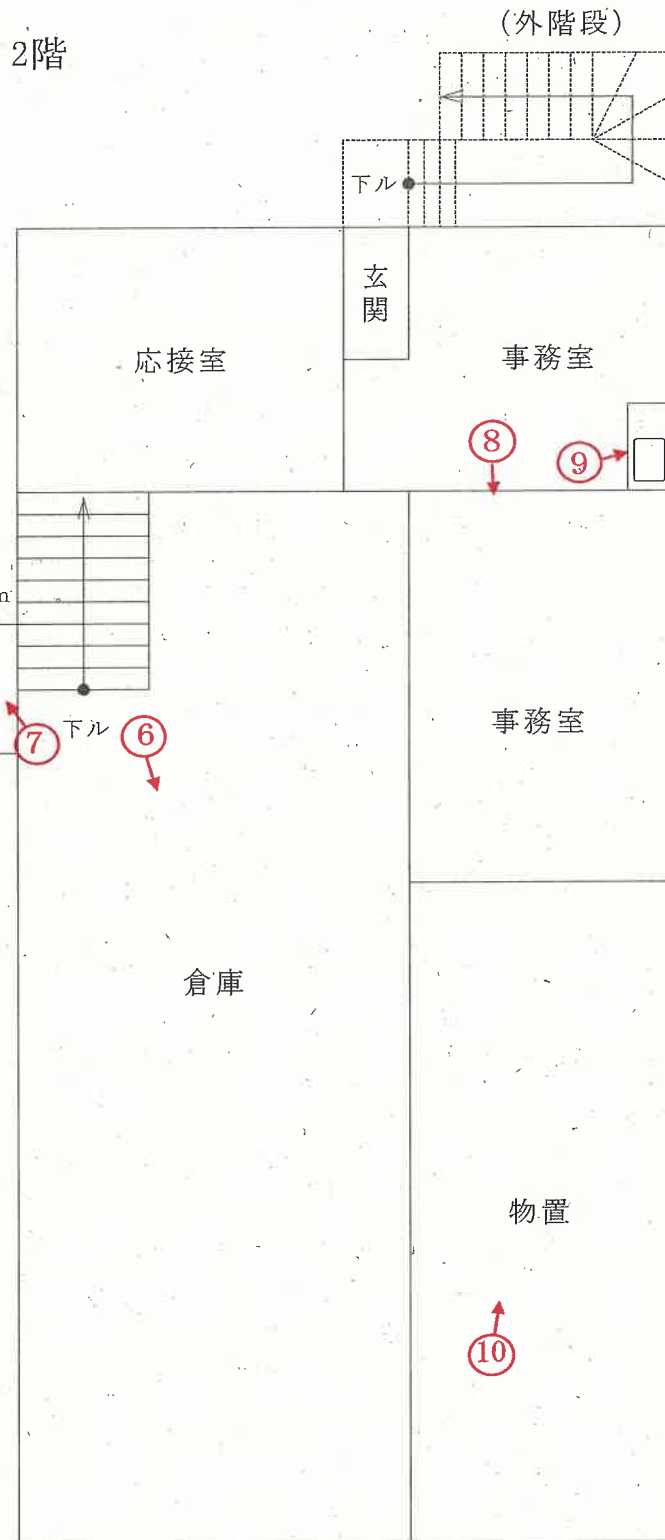 (外階段)
2階
下ル
玄関
応接室
事務室
⑧
⑨
n
下ル
⑦
⑥
事務室
倉庫
物置
⑩